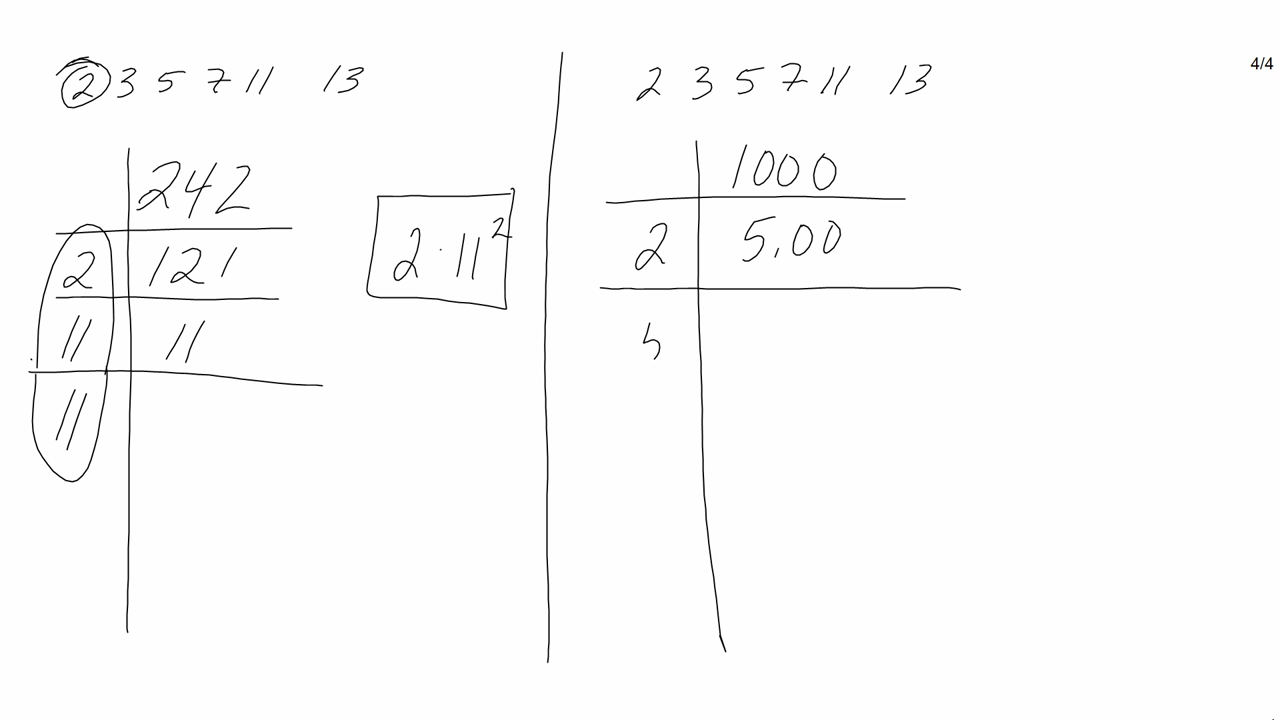 2 3 5 7 11 13
242
2 121
11 11
11
2 · 11²
2 3 5 7 11 13
1000
2 5,00
5
4/4